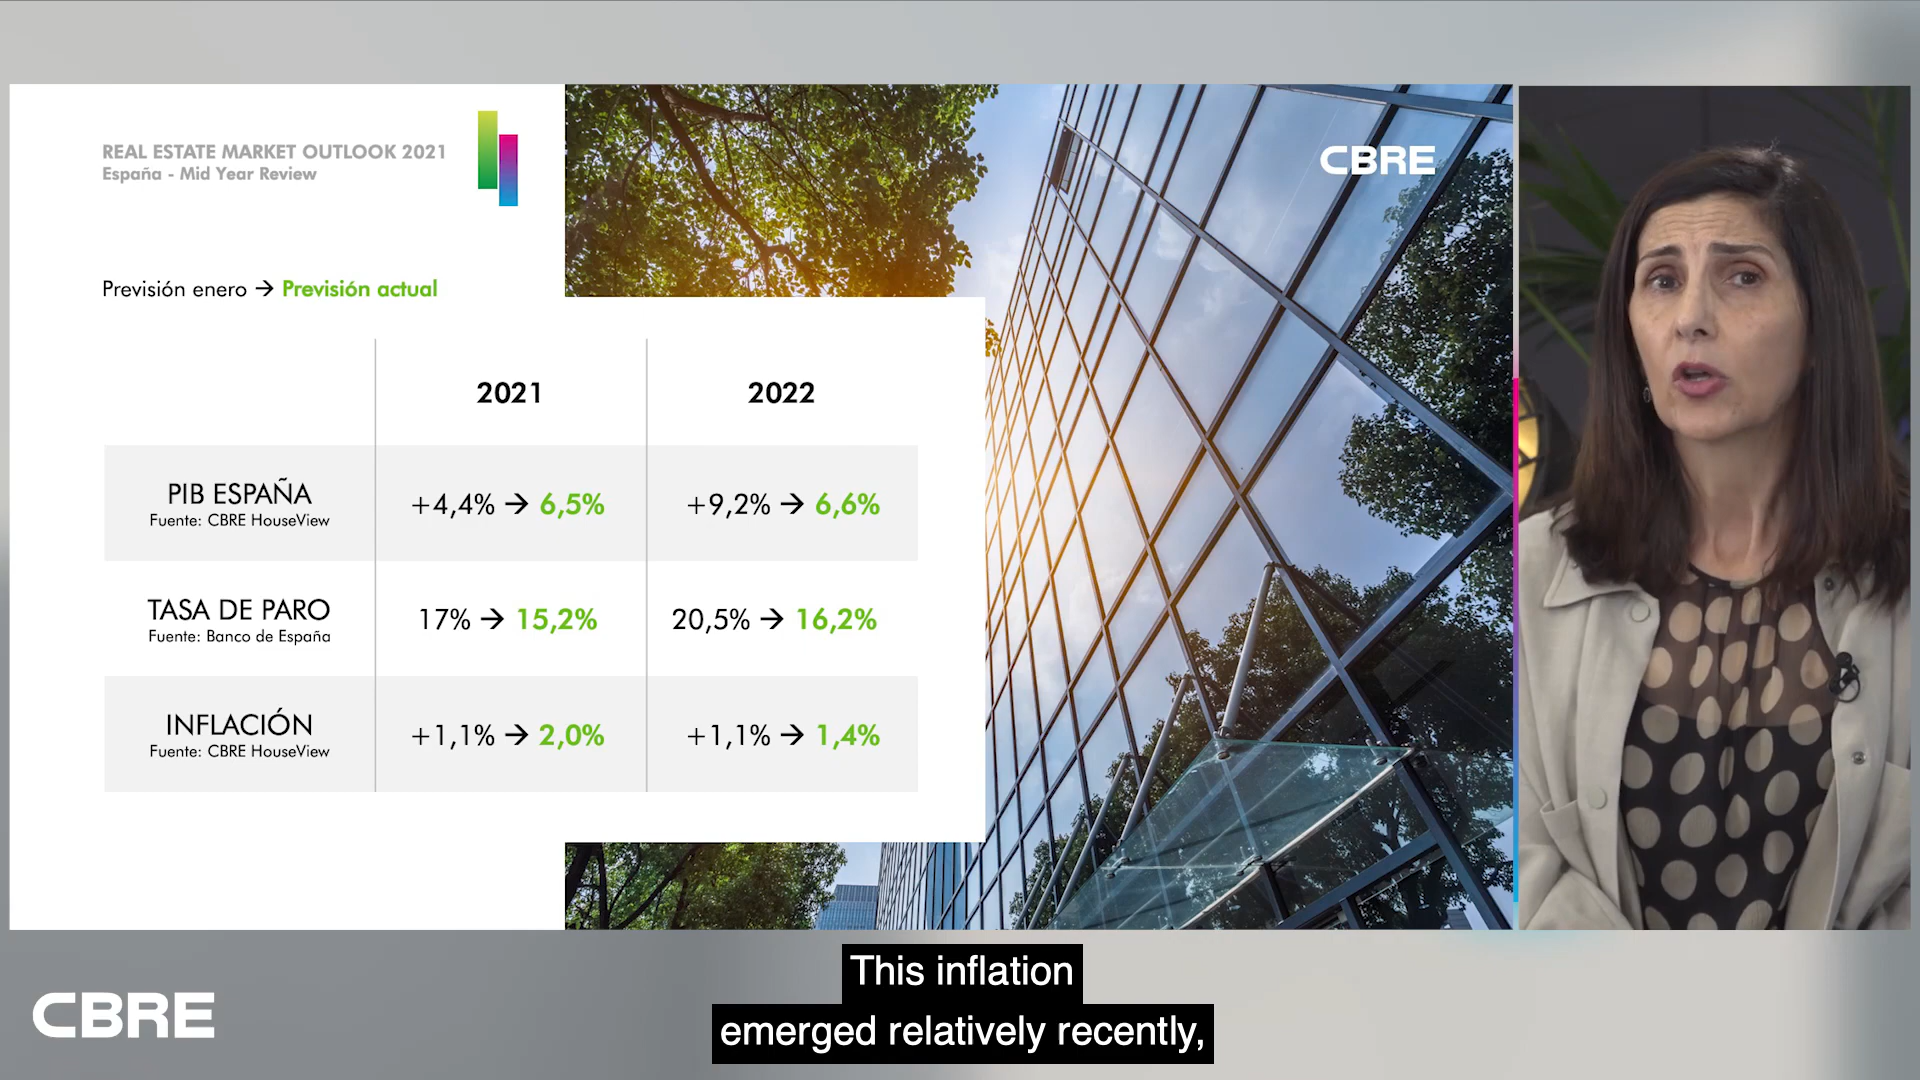 REAL ESTATE MARKET OUTLOOK 2021
España - Mid Year Review
CBRE
Previsión enero → Previsión actual
2021 2022
PIB ESPAÑA
Fuente: CBRE HouseView
+4,4% → 6,5% +9,2% → 6,6%
TASA DE PARO
Fuente: Banco de España
17% → 15,2% 20,5% → 16,2%
INFLACIÓN
Fuente: CBRE HouseView
+1,1% → 2,0% +1,1% → 1,4%
This inflation
emerged relatively recently,
CBRE